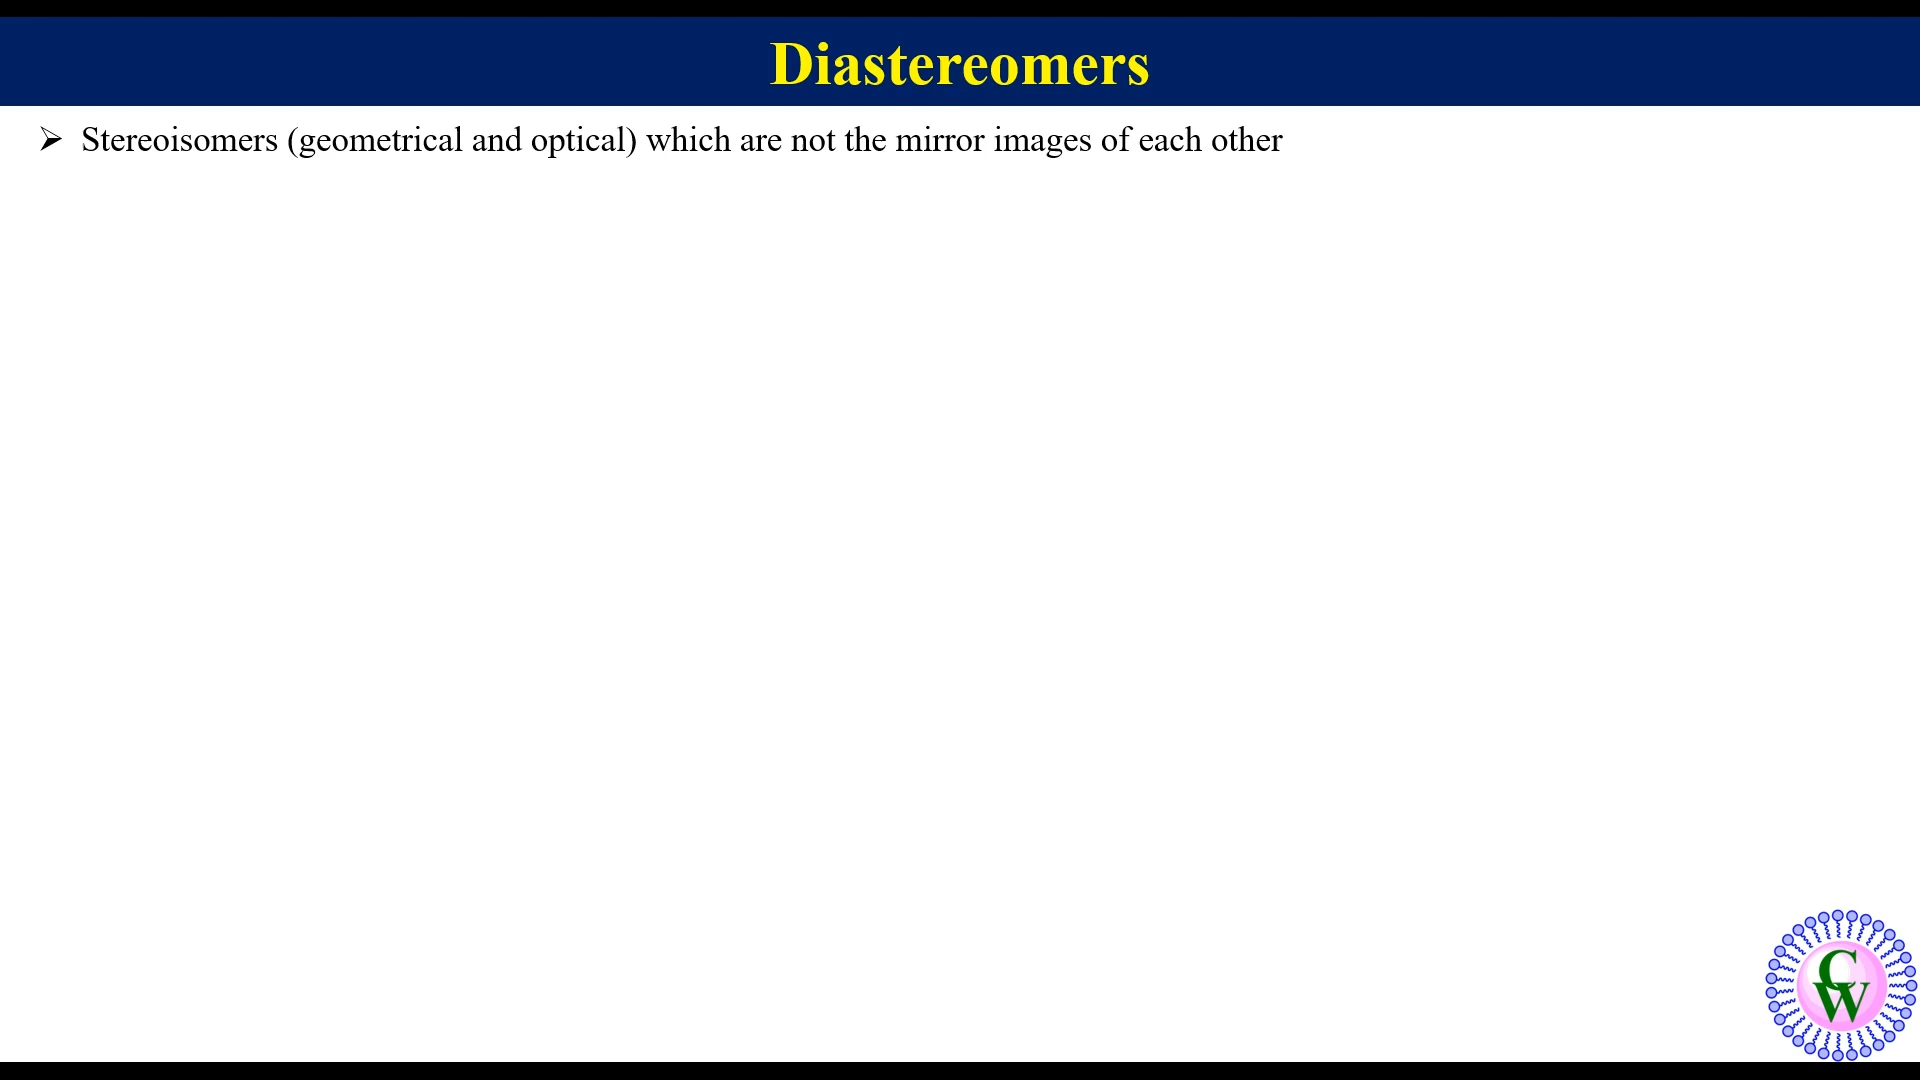 Diastereomers
➢ Stereoisomers (geometrical and optical) which are not the mirror images of each other
CW